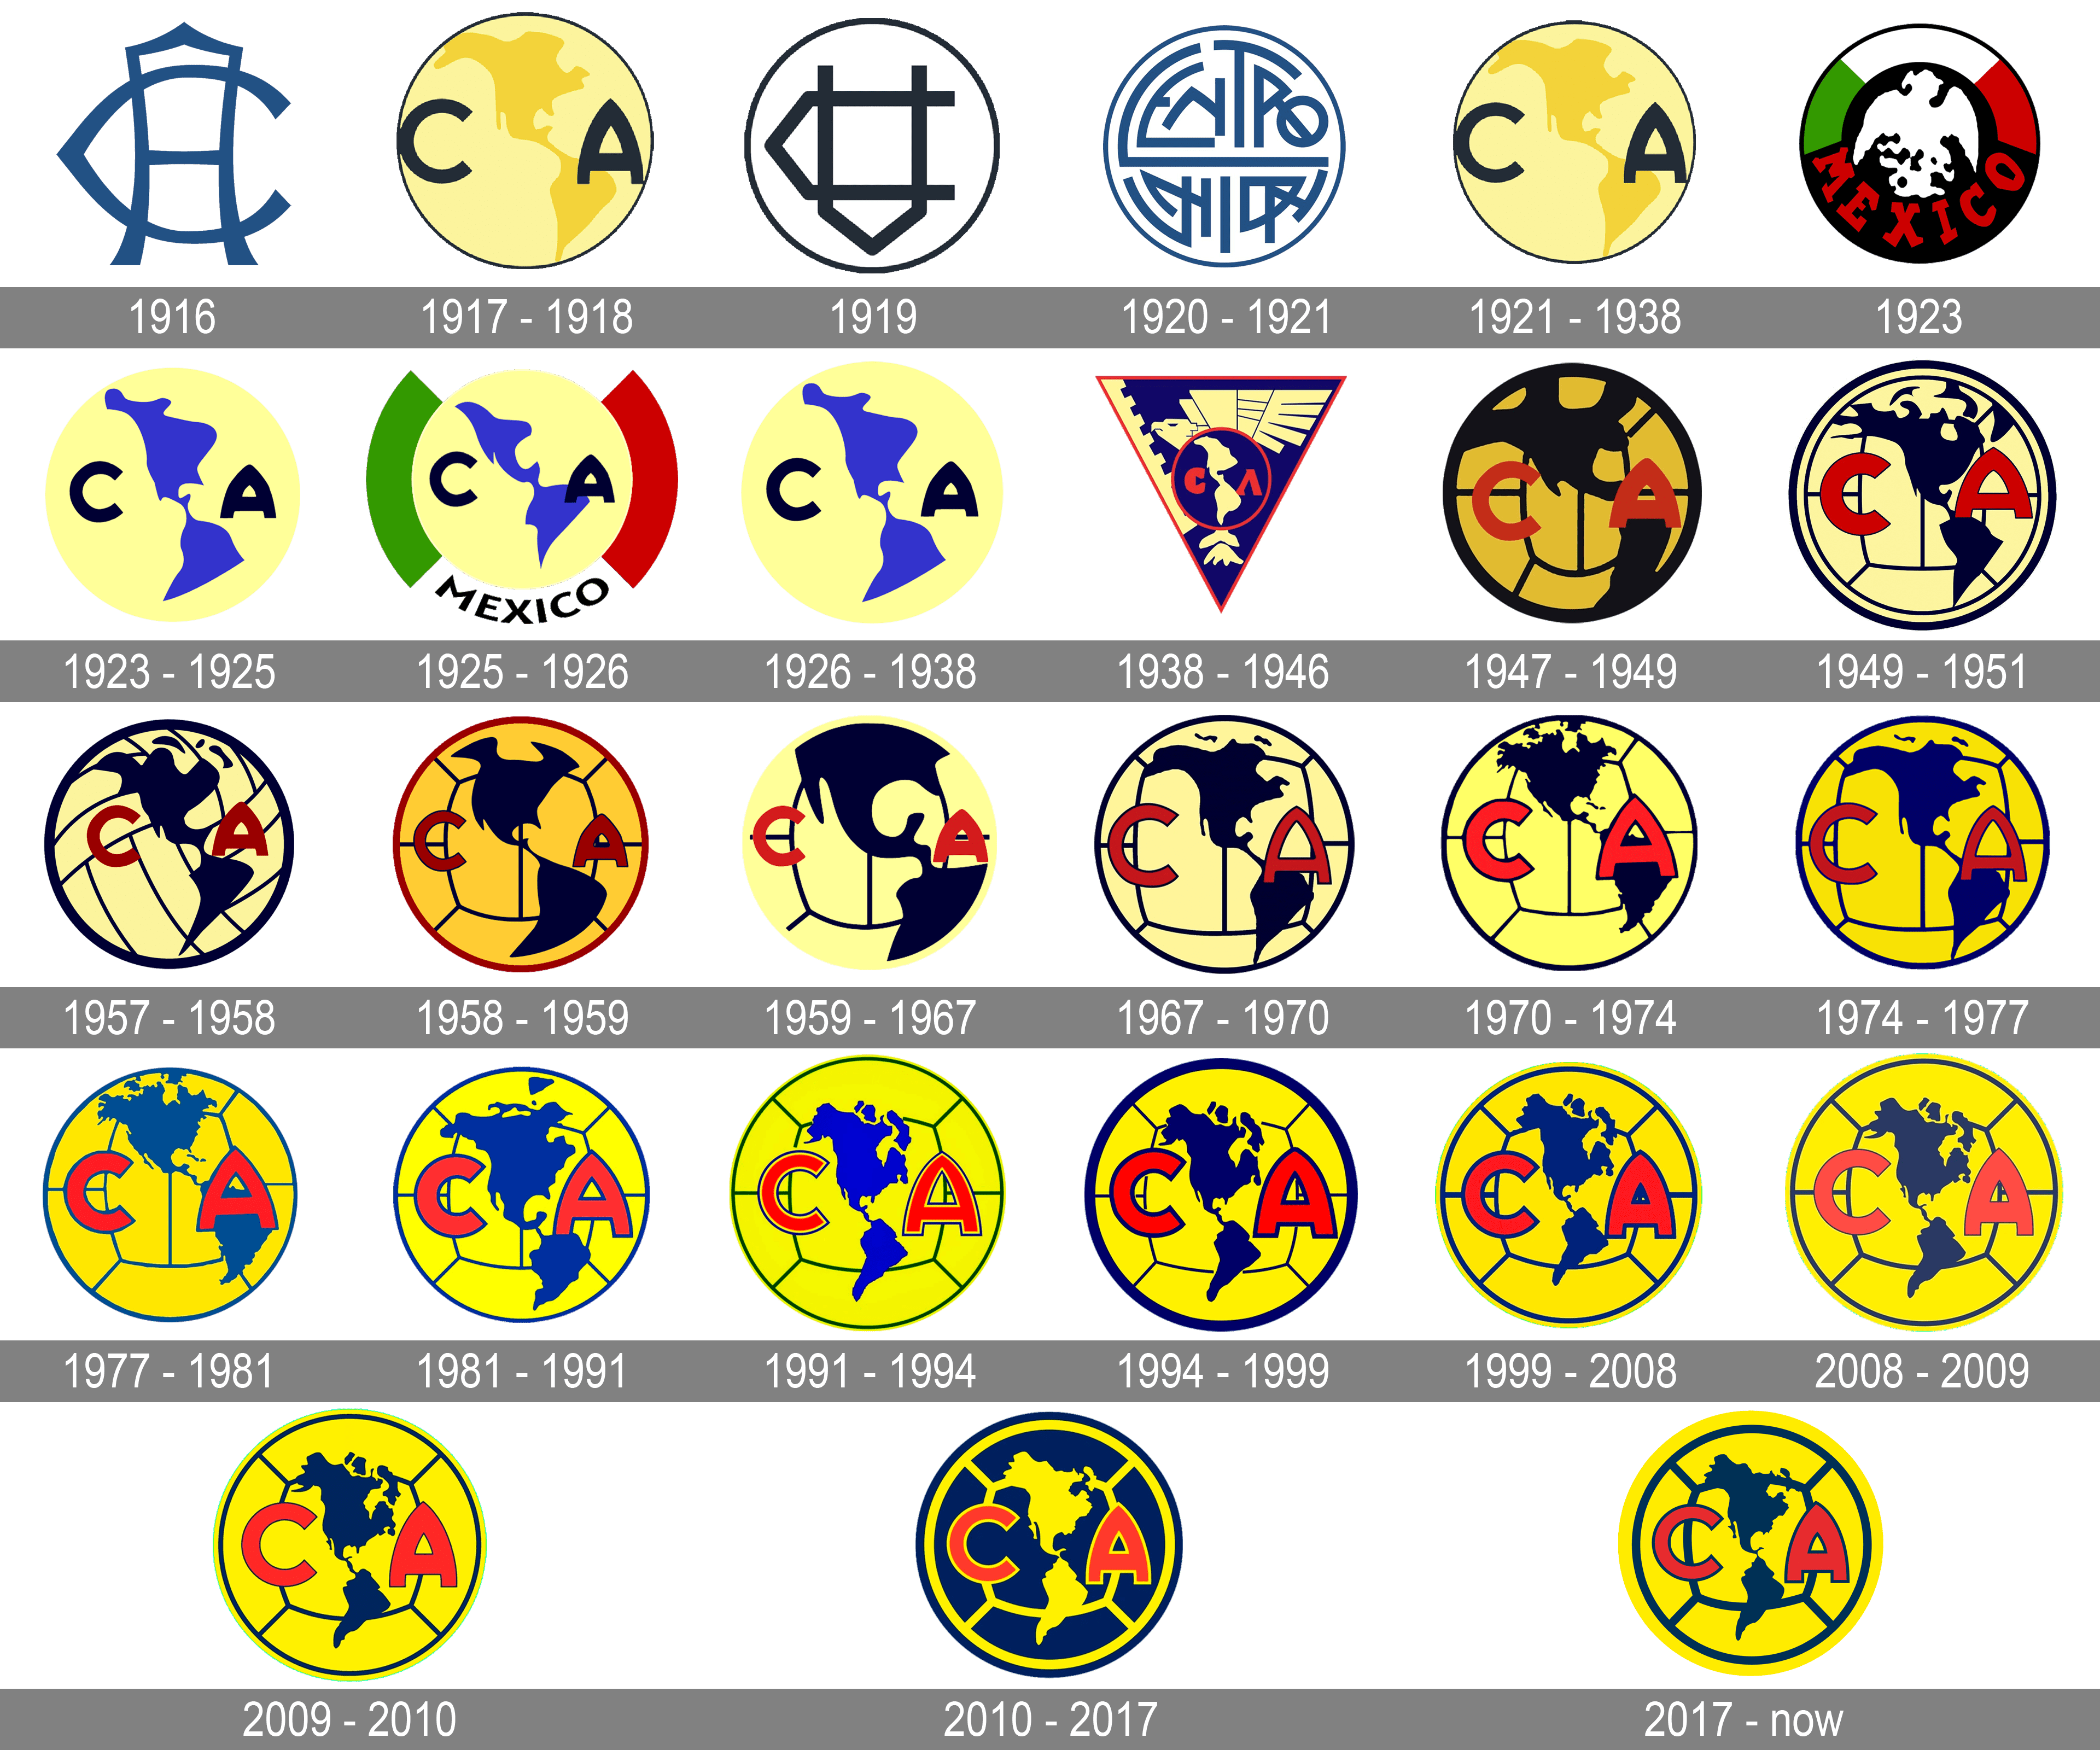 CA
C A
CU
CENTRO
UNION
C A
MEXICO
1916
1917 - 1918
1919
1920 - 1921
1921 - 1938
1923
C A
C A
MEXICO
C A
C A
C A
C A
1923 - 1925
1925 - 1926
1926 - 1938
1938 - 1946
1947 - 1949
1949 - 1951
C A
C A
C A
C A
C A
C A
1957 - 1958
1958 - 1959
1959 - 1967
1967 - 1970
1970 - 1974
1974 - 1977
C A
C A
C A
C A
C A
C A
1977 - 1981
1981 - 1991
1991 - 1994
1994 - 1999
1999 - 2008
2008 - 2009
C A
C A
C A
2009 - 2010
2010 - 2017
2017 - now